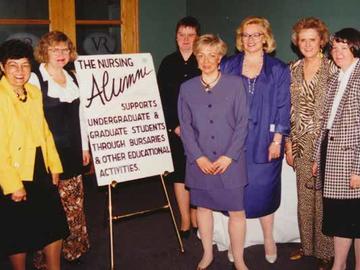 THE NURSING
Alumni
SUPPORTS
UNDERGRADUATE &
GRADUATE STUDENTS
THROUGH BURSARIES
& OTHER EDUCATIONAL
ACTIVITIES.